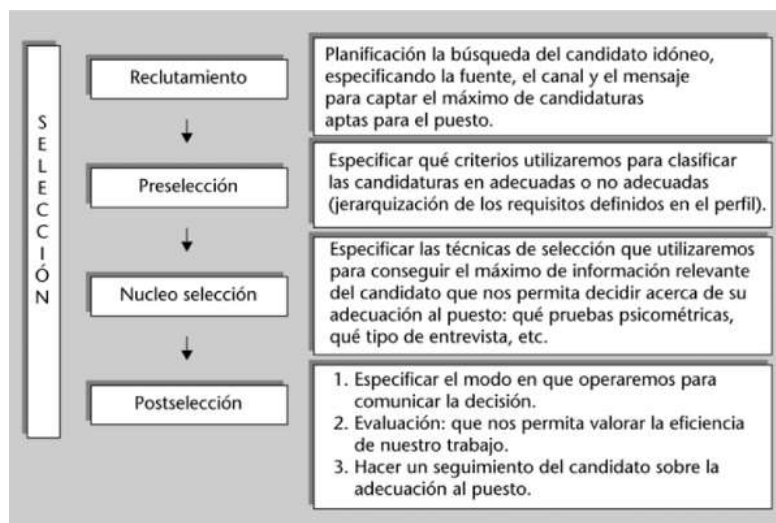 SELECCIÓN
Reclutamiento
Planificación la búsqueda del candidato idóneo,
especificando la fuente, el canal y el mensaje
para captar el máximo de candidaturas
aptas para el puesto.
Preselección
Especificar qué criterios utilizaremos para clasificar
las candidaturas en adecuadas o no adecuadas
(jerarquización de los requisitos definidos en el perfil).
Nucleo selección
Especificar las técnicas de selección que utilizaremos
para conseguir el máximo de información relevante
del candidato que nos permita decidir acerca de su
adecuación al puesto: qué pruebas psicométricas,
qué tipo de entrevista, etc.
Postselección
1. Especificar el modo en que operaremos para
comunicar la decisión.
2. Evaluación: que nos permita valorar la eficiencia
de nuestro trabajo.
3. Hacer un seguimiento del candidato sobre la
adecuación al puesto.